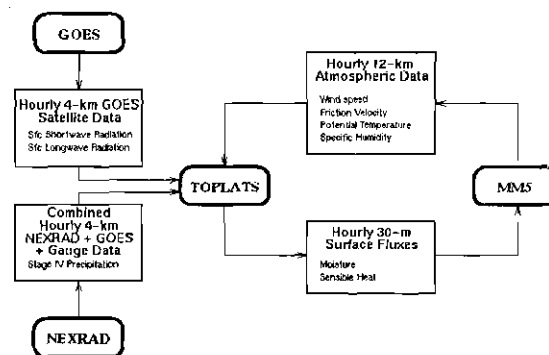 GOES
Hourly 4-km GOES
Satellite Data
Sfc Shortwave Radiation
Sfc Longwave Radiation
Combined
Hourly 4-km
NEXRAD + GOES
+ Gauge Data
Stage IV Precipitation
NEXRAD
TOPLATS
Hourly 12-km
Atmospheric Data
Wind speed
Friction Velocity
Potential Temperature
Specific Humidity
Hourly 30-m
Surface Fluxes
Moisture
Sensible Heat
MM5